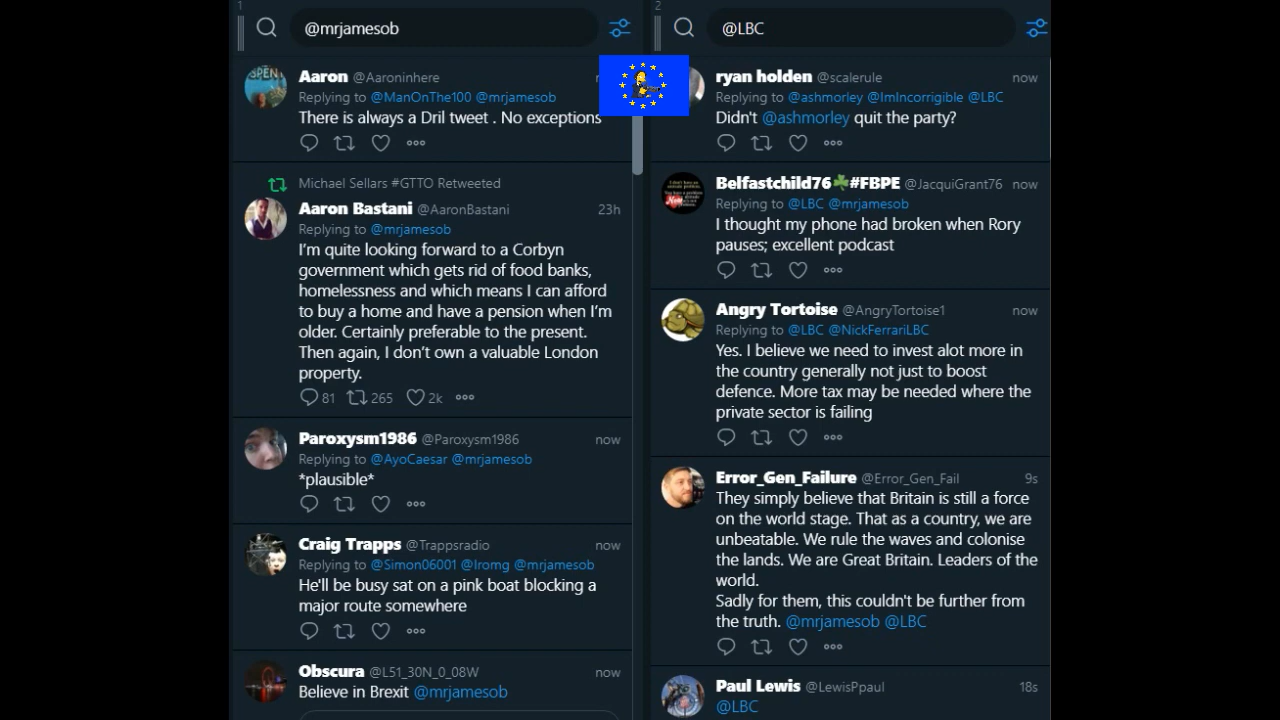 1
@mrjamesob
Aaron @Aaroninhere
Replying to @ManOnThe100 @mrjamesob
There is always a Dril tweet . No exceptions
Michael Sellars #GTTO Retweeted
Aaron Bastani @AaronBastani 23h
Replying to @mrjamesob
I'm quite looking forward to a Corbyn
government which gets rid of food banks,
homelessness and which means I can afford
to buy a home and have a pension when I'm
older. Certainly preferable to the present.
Then again, I don't own a valuable London
property.
81 265 2k
Paroxysm1986 @Paroxysm1986 now
Replying to @AyoCaesar @mrjamesob
*plausible*
Craig Trapps @Trappsradio now
Replying to @Simon06001 @Iromg @mrjamesob
He'll be busy sat on a pink boat blocking a
major route somewhere
Obscura @L51_30N_0_08W now
Believe in Brexit @mrjamesob
2
@LBC
ryan holden @scalerule now
Replying to @ashmorley @ImIncorrigible @LBC
Didn't @ashmorley quit the party?
Belfastchild76☘#FBPE @JacquiGrant76 now
Replying to @LBC @mrjamesob
I thought my phone had broken when Rory
pauses; excellent podcast
Angry Tortoise @AngryTortoise1 now
Replying to @LBC @NickFerrariLBC
Yes. I believe we need to invest alot more in
the country generally not just to boost
defence. More tax may be needed where the
private sector is failing
Error_Gen_Failure @Error_Gen_Fail 9s
They simply believe that Britain is still a force
on the world stage. That as a country, we are
unbeatable. We rule the waves and colonise
the lands. We are Great Britain. Leaders of the
world.
Sadly for them, this couldn't be further from
the truth. @mrjamesob @LBC
Paul Lewis @LewisPpaul 18s
@LBC